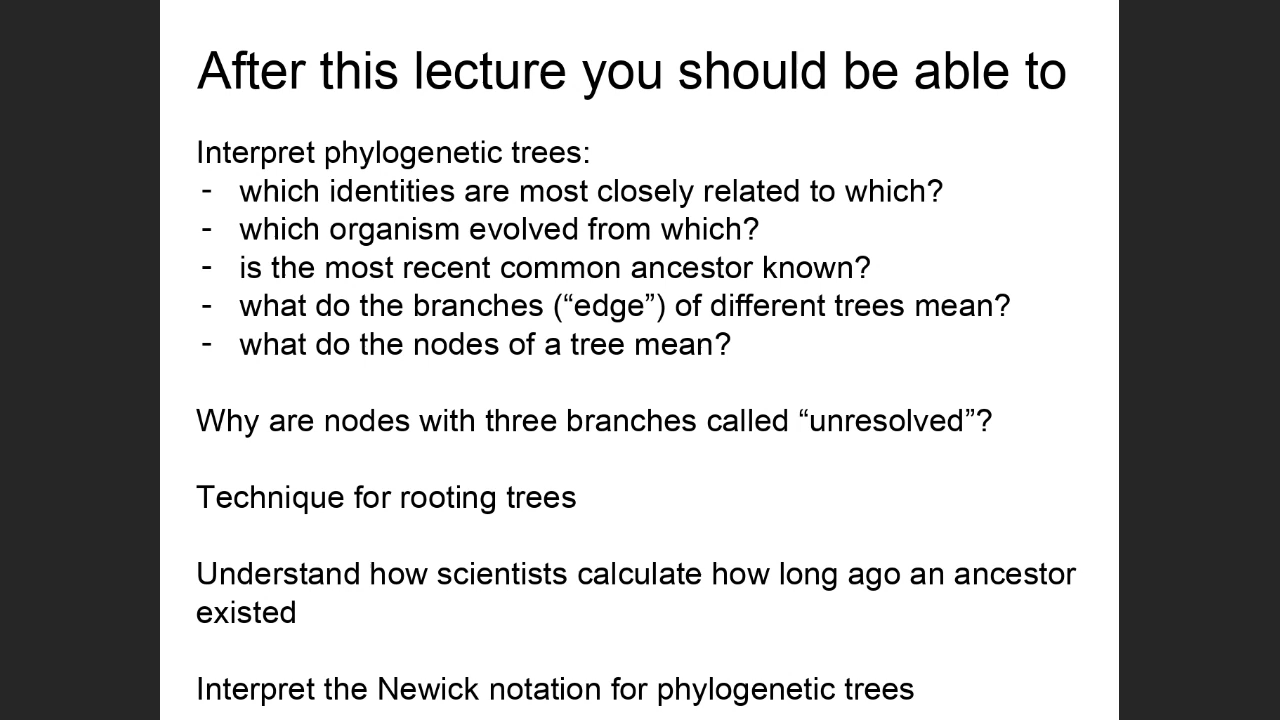 After this lecture you should be able to
Interpret phylogenetic trees:
- which identities are most closely related to which?
- which organism evolved from which?
- is the most recent common ancestor known?
- what do the branches (“edge”) of different trees mean?
- what do the nodes of a tree mean?
Why are nodes with three branches called “unresolved”?
Technique for rooting trees
Understand how scientists calculate how long ago an ancestor
existed
Interpret the Newick notation for phylogenetic trees